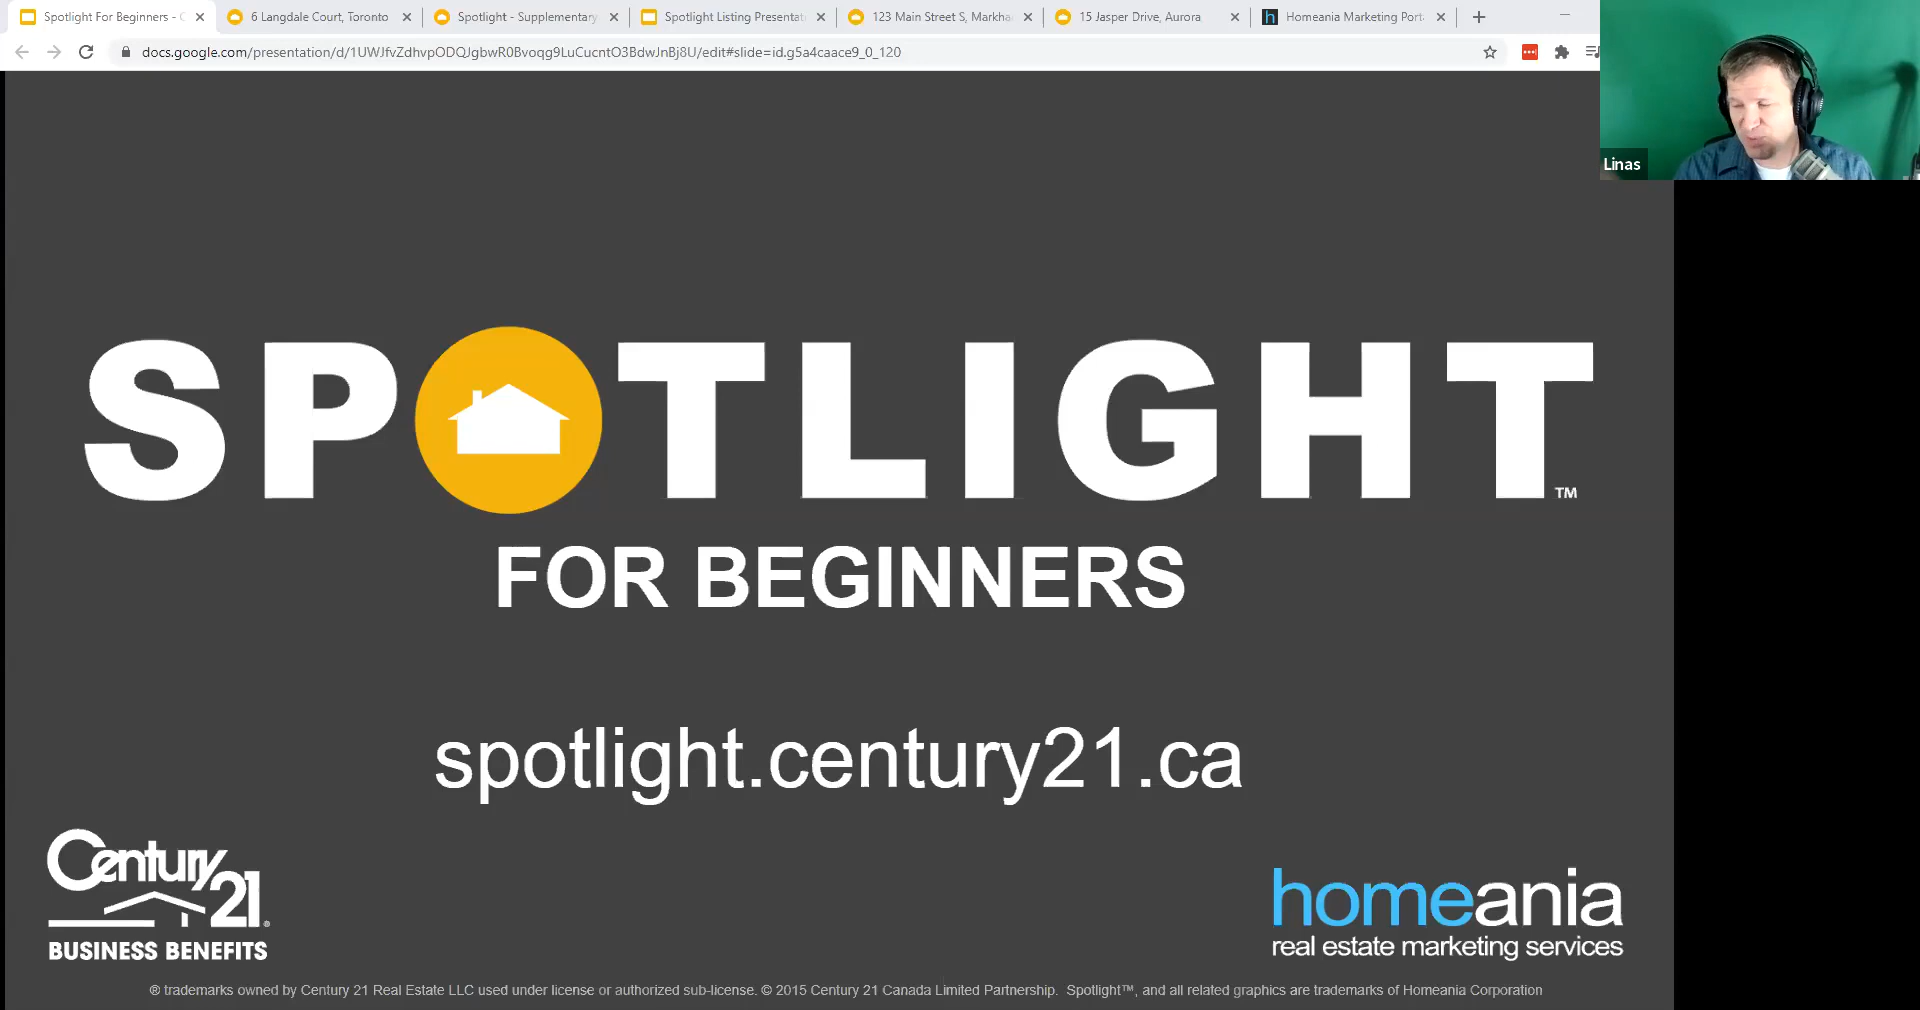 Spotlight For Beginners - C
6 Langdale Court, Toronto
Spotlight - Supplementary
Spotlight Listing Presentat
123 Main Street S, Markha
15 Jasper Drive, Aurora
Homeania Marketing Port
docs.google.com/presentation/d/1UWJfvZdhvpODQJgbwR0Bvoqg9LuCucntO3BdwJnBj8U/edit#slide=id.g5a4caace9_0_120
Linas
SPOTLIGHT™
FOR BEGINNERS
spotlight.century21.ca
Century 21®
BUSINESS BENEFITS
homeania
real estate marketing services
® trademarks owned by Century 21 Real Estate LLC used under license or authorized sub-license. © 2015 Century 21 Canada Limited Partnership. Spotlight™, and all related graphics are trademarks of Homeania Corporation